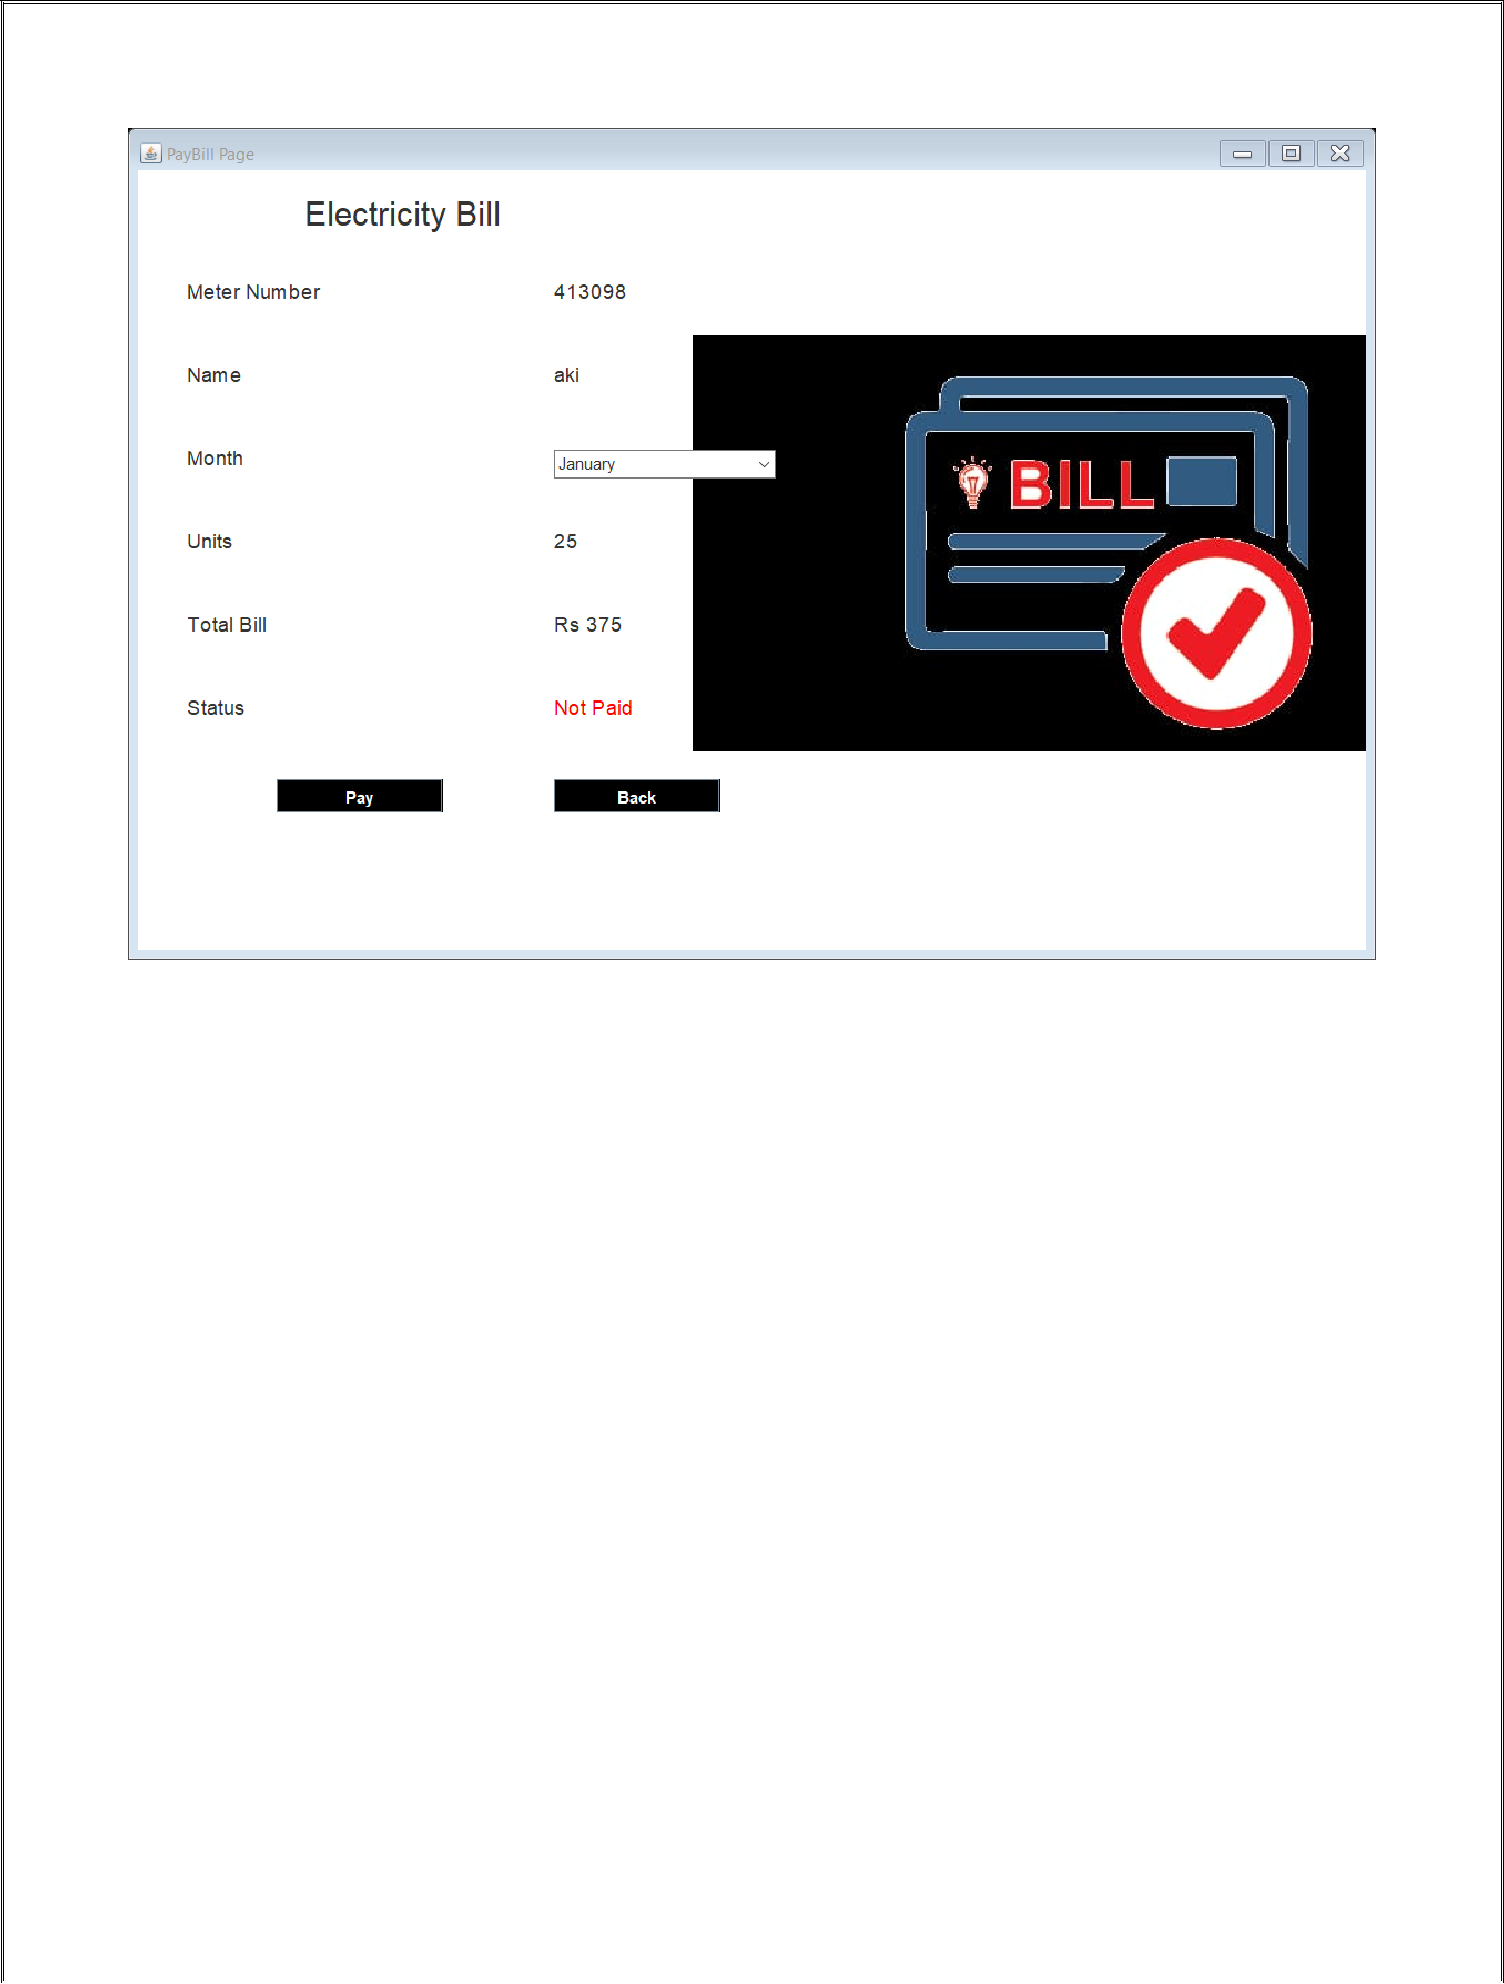 PayBill Page
Electricity Bill
Meter Number 413098
Name aki
Month January
BILL
Units 25
Total Bill Rs 375
Status Not Paid
Pay Back